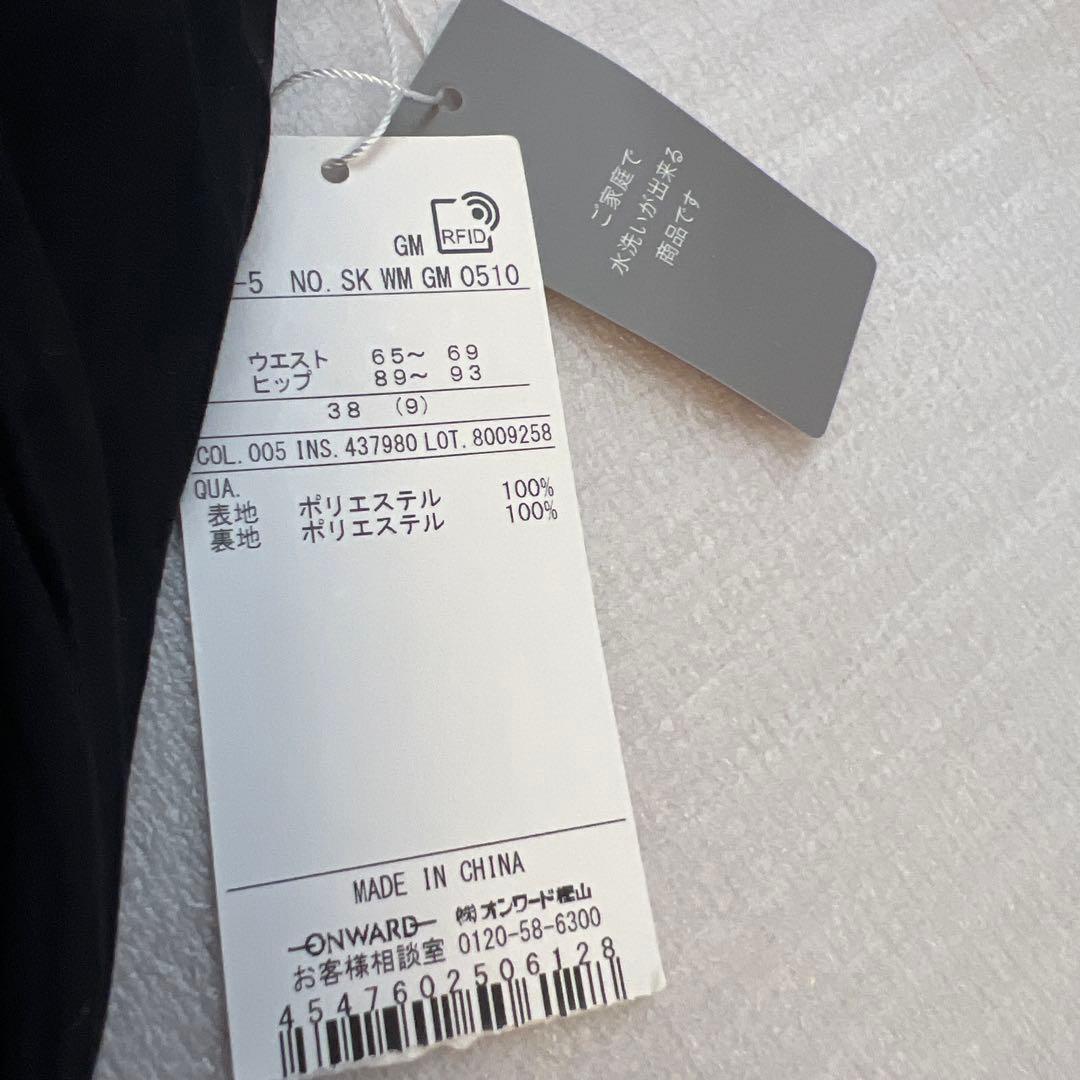 GM RFID
-5 NO. SK WM GM 0510
ウエスト 65～ 69
ヒップ 89～ 93
38 (9)
COL. 005 INS. 437980 LOT. 8009258
QUA.
表地 ポリエステル 100%
裏地 ポリエステル 100%
MADE IN CHINA
ONWARD ㈱オンワード樫山
お客様相談室 0120-58-6300
4547602506128
ご家庭で
水洗いが出来る
商品です